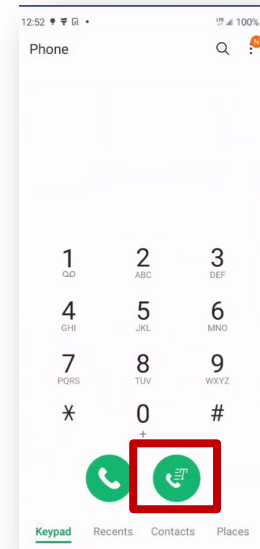 12:52 100%
Phone
N
1 2 3
ABC DEF
4 5 6
GHI JKL MNO
7 8 9
PQRS TUV WXYZ
* 0 #
+
T
Keypad Recents Contacts Places